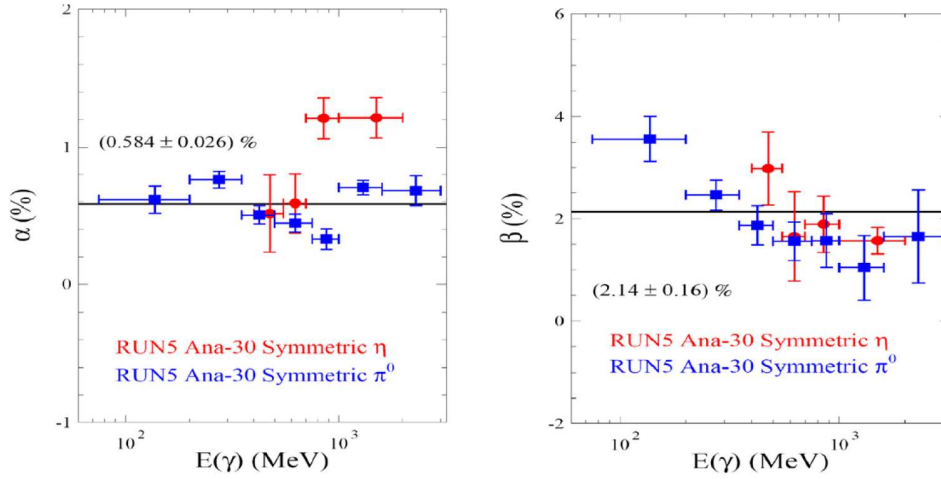 2
1
0
-1
α (%)
(0.584 ± 0.026) %
RUN5 Ana-30 Symmetric η
RUN5 Ana-30 Symmetric π⁰
10²
10³
E(γ) (MeV)
6
4
2
0
-2
β (%)
(2.14 ± 0.16) %
RUN5 Ana-30 Symmetric η
RUN5 Ana-30 Symmetric π⁰
10²
10³
E(γ) (MeV)